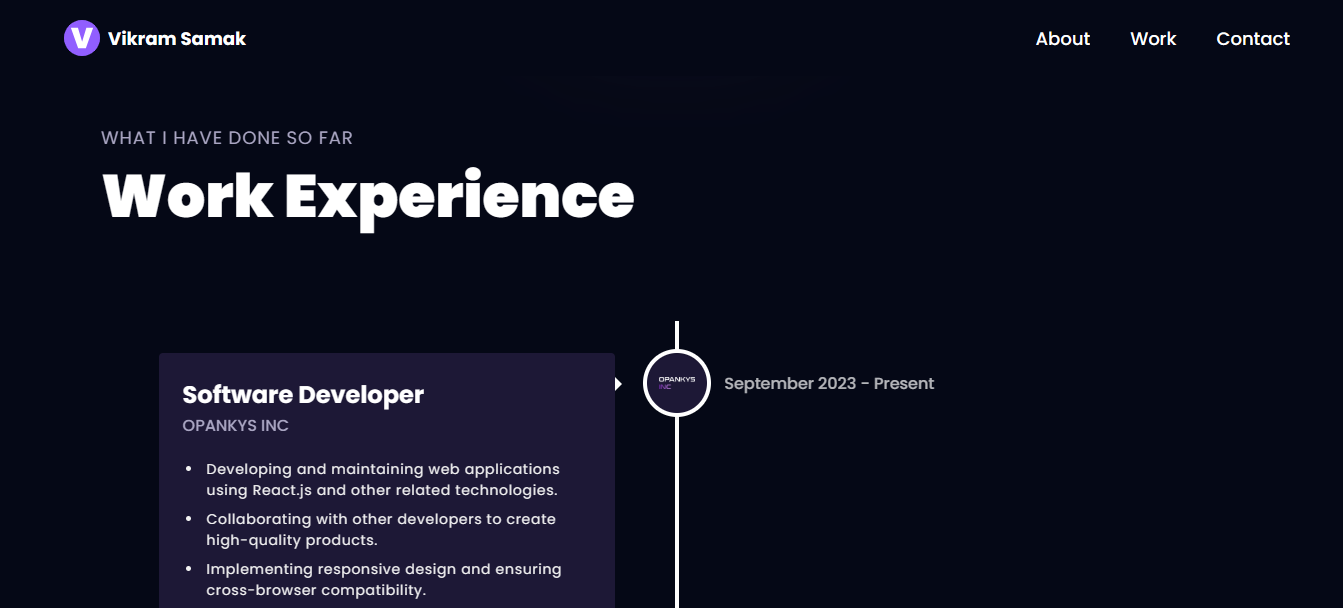 V Vikram Samak
About Work Contact
WHAT I HAVE DONE SO FAR
Work Experience
Software Developer
OPANKYS INC
• Developing and maintaining web applications
using React.js and other related technologies.
• Collaborating with other developers to create
high-quality products.
• Implementing responsive design and ensuring
cross-browser compatibility.
OPANKYS
INC
September 2023 - Present